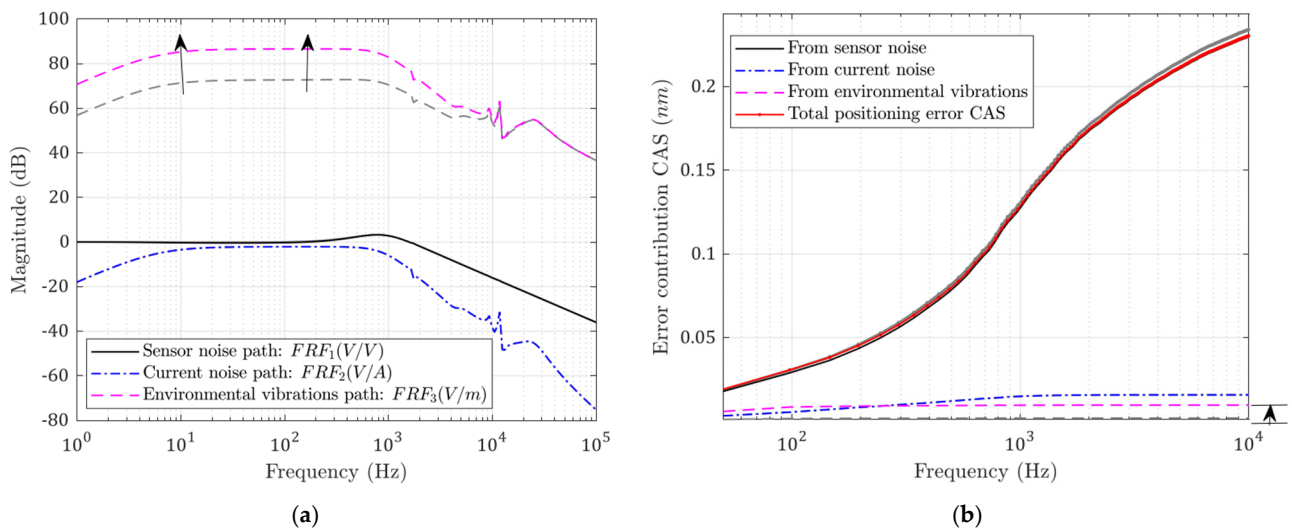 100
80
60
40
20
0
-20
-40
-60
-80
Magnitude (dB)
Sensor noise path: FRF₁(V/V)
Current noise path: FRF₂(V/A)
Environmental vibrations path: FRF₃(V/m)
10⁰ 10¹ 10² 10³ 10⁴ 10⁵
Frequency (Hz)
(a)
From sensor noise
From current noise
From environmental vibrations
Total positioning error CAS
0.2
0.15
0.1
0.05
Error contribution CAS (nm)
10² 10³ 10⁴
Frequency (Hz)
(b)